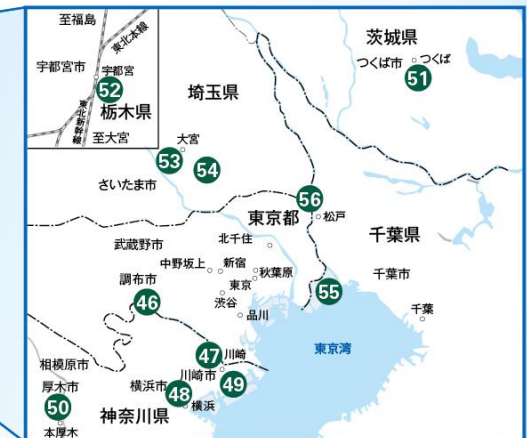 至福島
東北本線
宇都宮市
宇都宮
52
栃木県
東北新幹線
至大宮
茨城県
つくば市
つくば
51
埼玉県
大宮
53
54
さいたま市
56
松戸
東京都
千葉県
北千住
武蔵野市
中野坂上
新宿
秋葉原
東京
千葉市
調布市
46
渋谷
品川
55
千葉
東京湾
47
川崎
相模原市
川崎市
49
厚木市
横浜市
48
横浜
50
神奈川県
本厚木